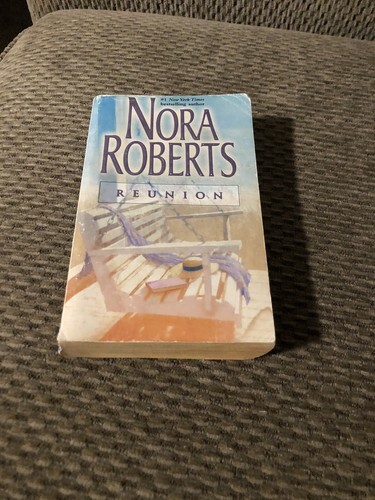 #1 New York Times
bestselling author
NORA
ROBERTS
REUNION